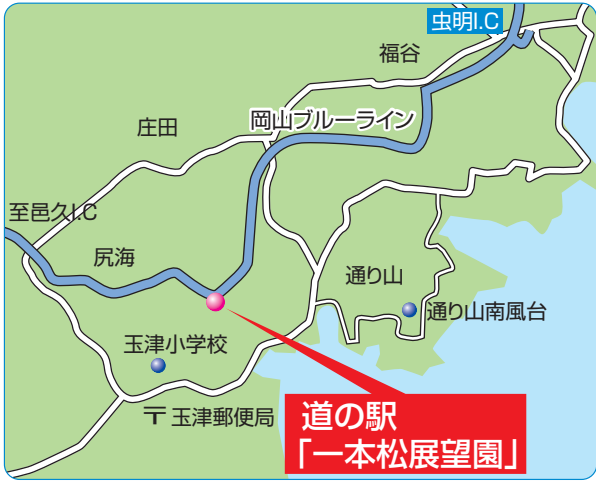 虫明I.C
福谷
岡山ブルーライン
庄田
至邑久I.C
尻海
通り山
通り山南風台
玉津小学校
〒玉津郵便局
道の駅
「一本松展望園」